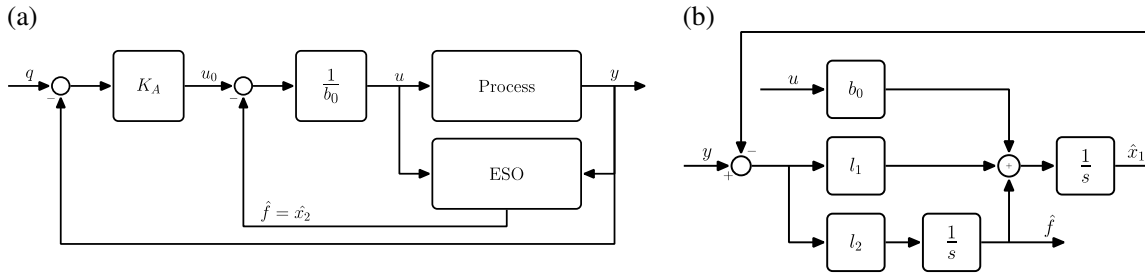 (a)
(b)
q
−
K_A
u_0
−
1/b_0
u
Process
y
ESO
f̂ = x̂_2
u
b_0
y
+
−
l_1
+
1/s
x̂_1
l_2
1/s
f̂